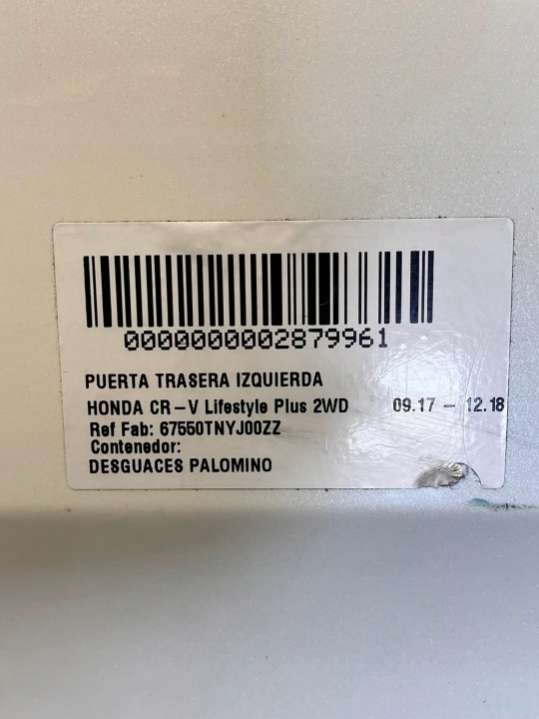 0000000002879961
PUERTA TRASERA IZQUIERDA
HONDA CR-V Lifestyle Plus 2WD 09.17 - 12.18
Ref Fab: 67550TNYJ00ZZ
Contenedor:
DESGUACES PALOMINO